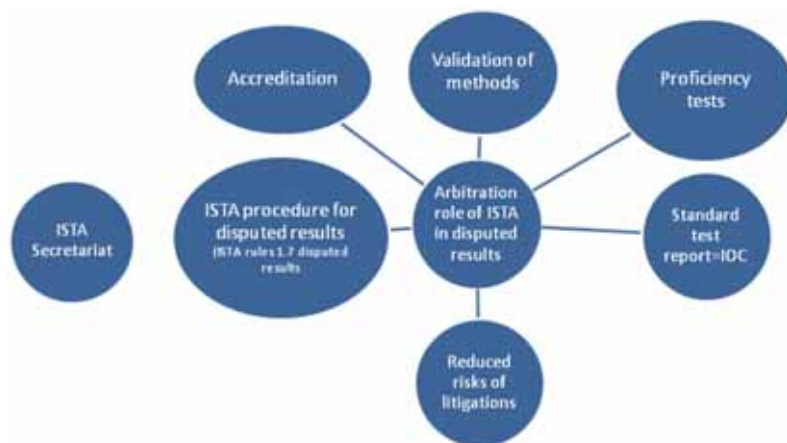 Accreditation
Validation of
methods
Proficiency
tests
ISTA
Secretariat
ISTA procedure for
disputed results
(ISTA rules 1.7 disputed
results
Arbitration
role of ISTA
in disputed
results
Standard
test
report=IOC
Reduced
risks of
litigations